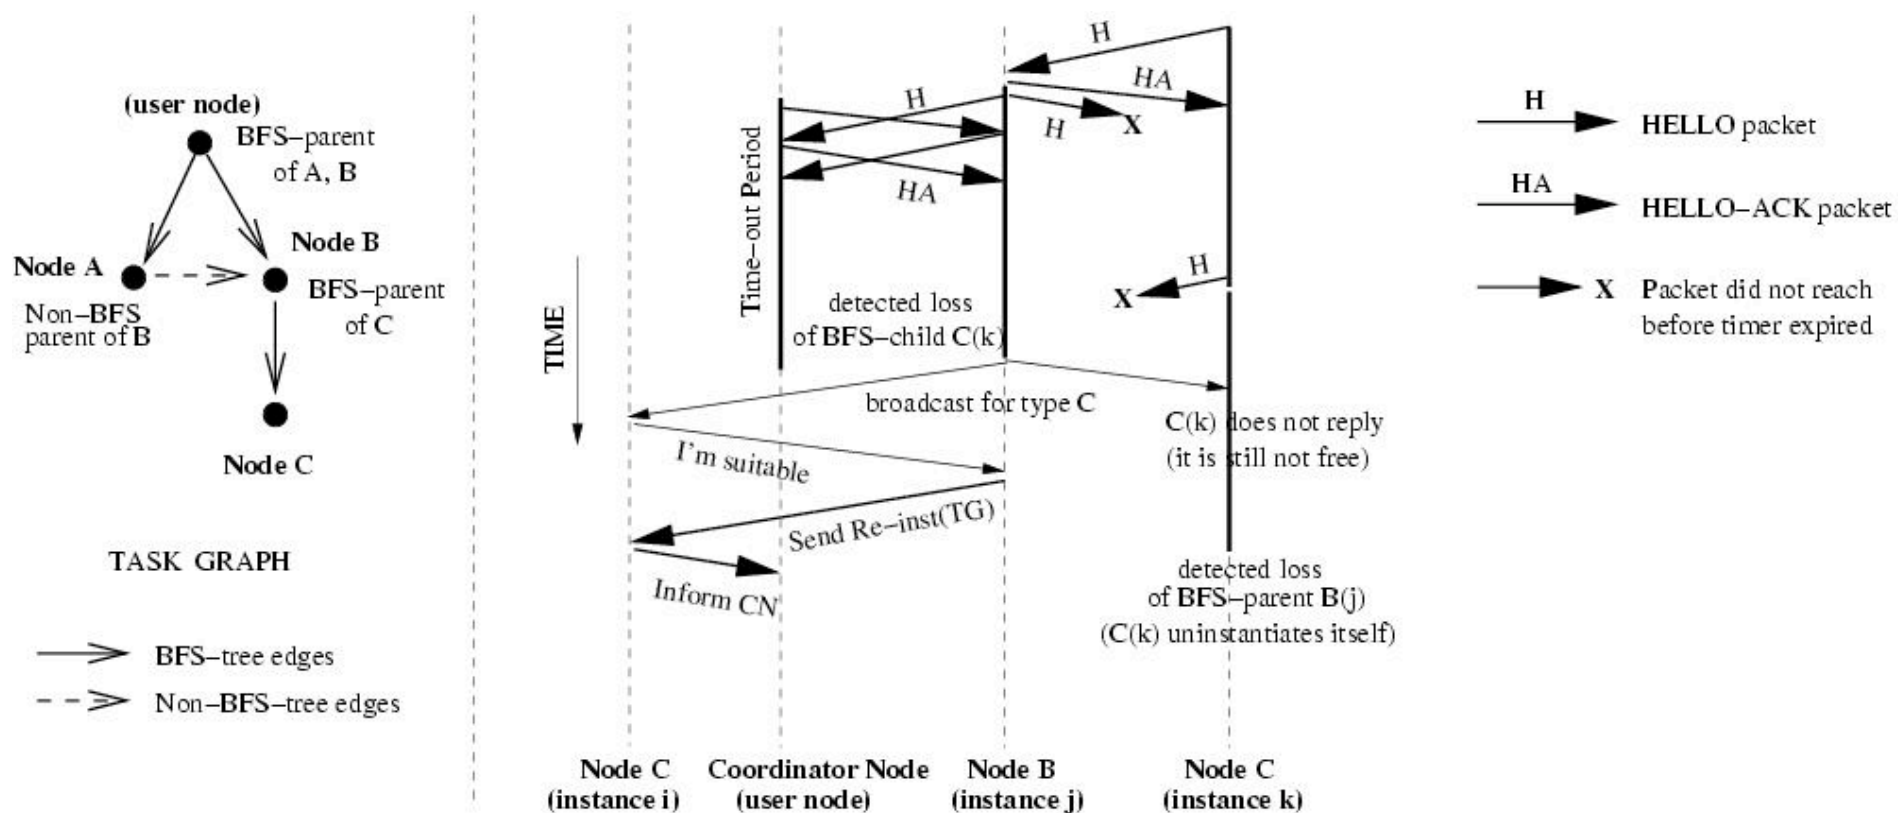 (user node)
BFS-parent
of A, B
Node B
Node A
BFS-parent
of C
Non-BFS
parent of B
Node C
TASK GRAPH
BFS-tree edges
Non-BFS-tree edges
H
HA
H
H
X
HA
Time-out Period
TIME
H
X
detected loss
of BFS-child C(k)
broadcast for type C
C(k) does not reply
(it is still not free)
I'm suitable
Send Re-inst(TG)
Inform CN
detected loss
of BFS-parent B(j)
(C(k) uninstantiates itself)
Node C
(instance i)
Coordinator Node
(user node)
Node B
(instance j)
Node C
(instance k)
H
HELLO packet
HA
HELLO-ACK packet
X
Packet did not reach
before timer expired